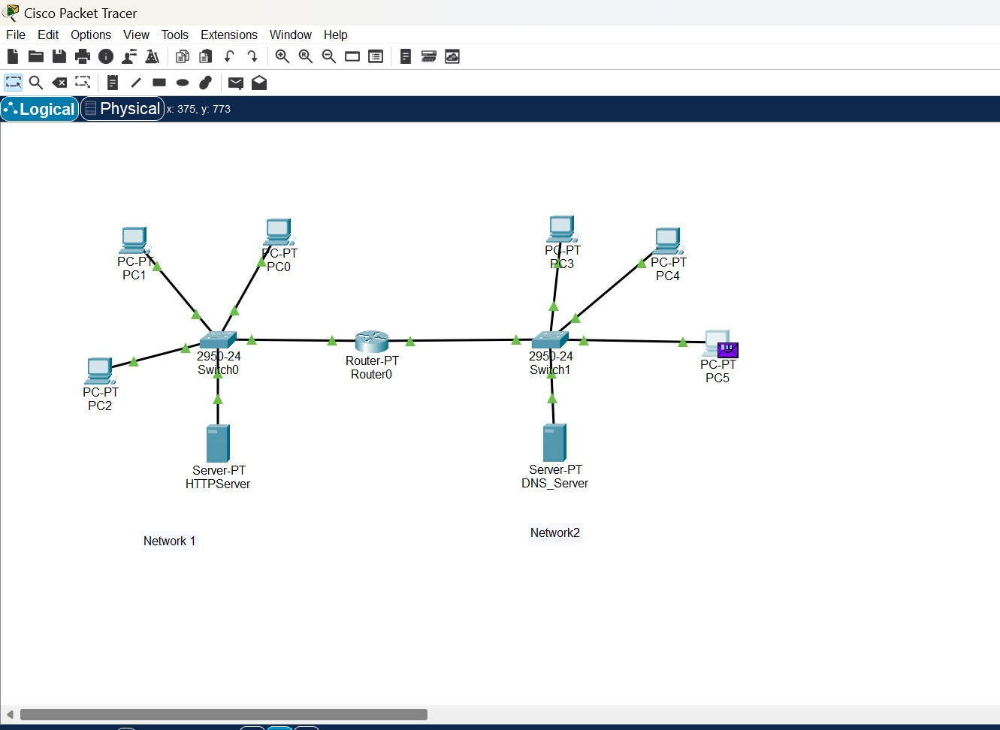 Cisco Packet Tracer
File Edit Options View Tools Extensions Window Help
Logical Physical x: 375, y: 773
PC-PT
PC1
PC-PT
PC0
PC-PT
PC3
PC-PT
PC4
2950-24
Switch0
Router-PT
Router0
2950-24
Switch1
PC-PT
PC5
PC-PT
PC2
Server-PT
HTTPServer
Server-PT
DNS_Server
Network 1
Network2